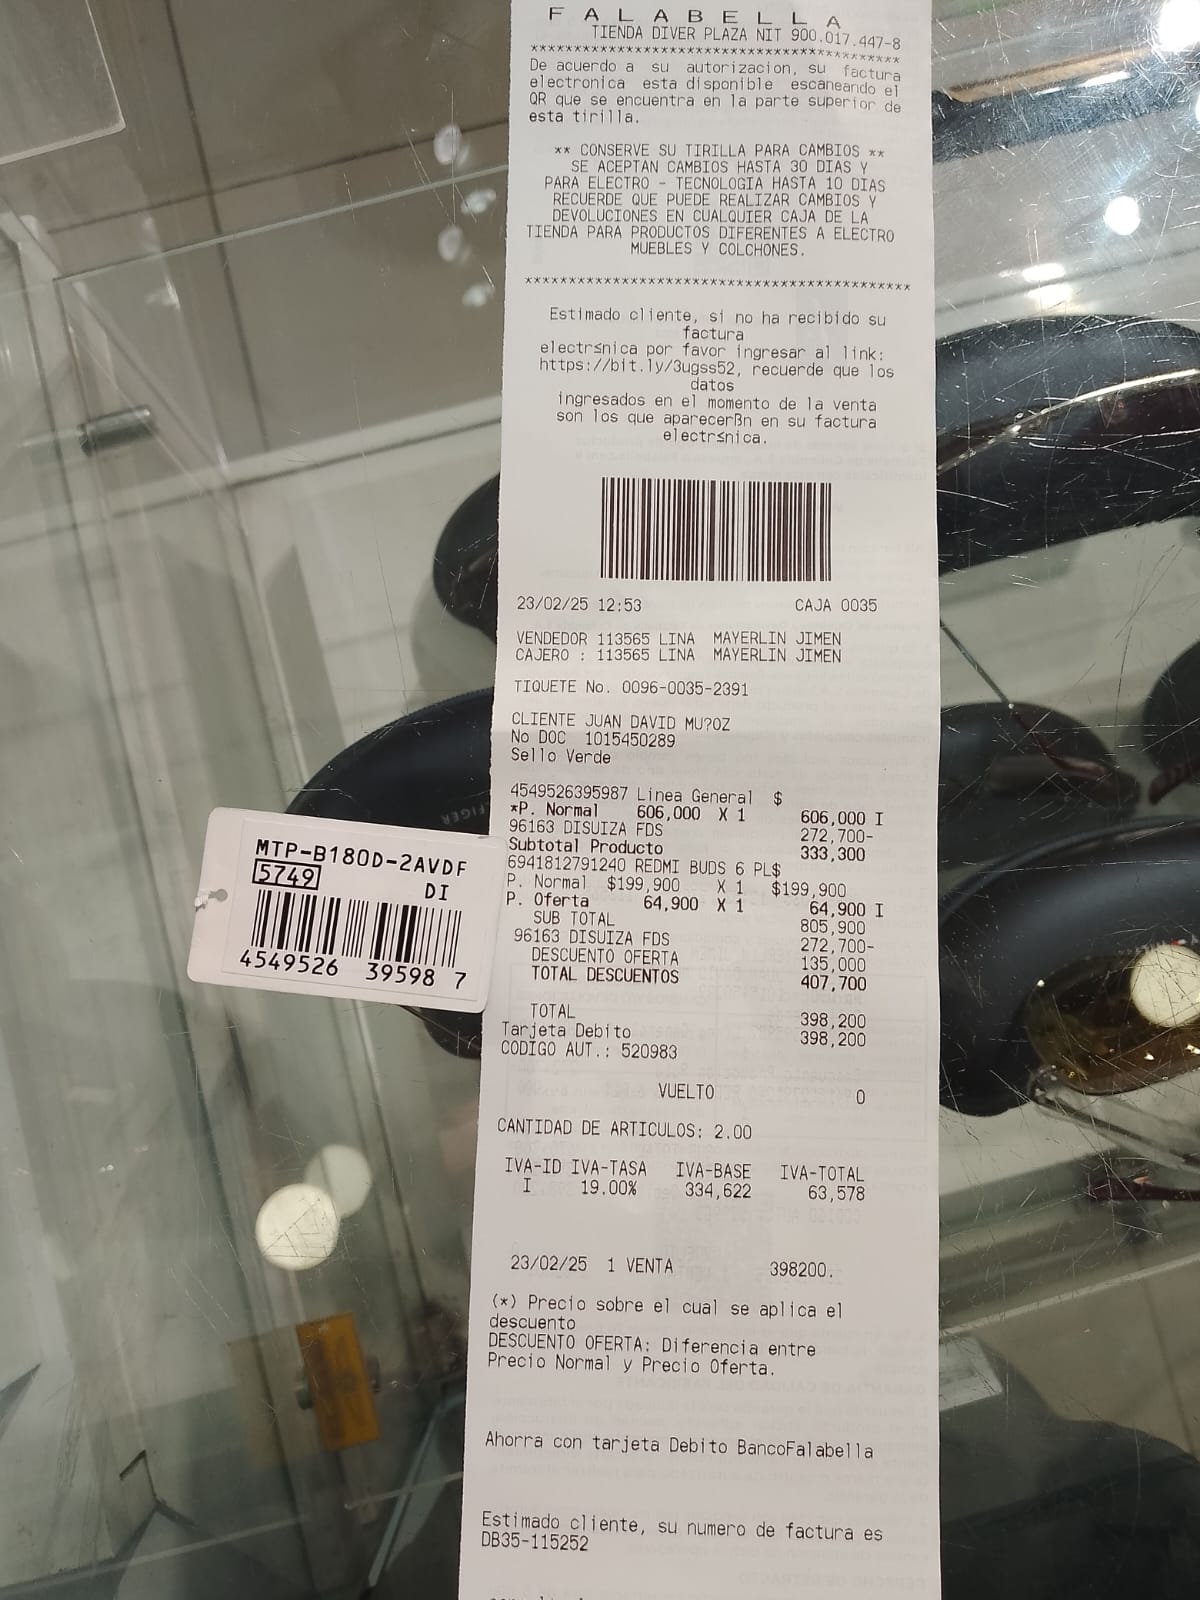 F A L A B E L L A
TIENDA DIVER PLAZA NIT 900.017.447-8
******************************************
De acuerdo a su autorizacion, su factura
electronica esta disponible escaneando el
QR que se encuentra en la parte superior de
esta tirilla.
** CONSERVE SU TIRILLA PARA CAMBIOS **
SE ACEPTAN CAMBIOS HASTA 30 DIAS Y
PARA ELECTRO - TECNOLOGIA HASTA 10 DIAS
RECUERDE QUE PUEDE REALIZAR CAMBIOS Y
DEVOLUCIONES EN CUALQUIER CAJA DE LA
TIENDA PARA PRODUCTOS DIFERENTES A ELECTRO
MUEBLES Y COLCHONES.
******************************************
Estimado cliente, si no ha recibido su
factura
electr≤nica por favor ingresar al link:
https://bit.ly/3ugss52, recuerde que los
datos
ingresados en el momento de la venta
son los que aparecerßn en su factura
electr≤nica.
23/02/25 12:53 CAJA 0035
VENDEDOR 113565 LINA MAYERLIN JIMEN
CAJERO : 113565 LINA MAYERLIN JIMEN
TIQUETE No. 0096-0035-2391
CLIENTE JUAN DAVID MU?OZ
No DOC 1015450289
Sello Verde
4549526395987 Linea General $
*P. Normal 606,000 X 1 606,000 I
96163 DISUIZA FDS 272,700-
Subtotal Producto 333,300
6941812791240 REDMI BUDS 6 PL$
P. Normal $199,900 X 1 $199,900
P. Oferta 64,900 X 1 64,900 I
SUB TOTAL 805,900
96163 DISUIZA FDS 272,700-
DESCUENTO OFERTA 135,000
TOTAL DESCUENTOS 407,700
TOTAL 398,200
Tarjeta Debito 398,200
CODIGO AUT.: 520983
VUELTO 0
CANTIDAD DE ARTICULOS: 2.00
IVA-ID IVA-TASA IVA-BASE IVA-TOTAL
I 19.00% 334,622 63,578
23/02/25 1 VENTA 398200.
(*) Precio sobre el cual se aplica el
descuento
DESCUENTO OFERTA: Diferencia entre
Precio Normal y Precio Oferta.
Ahorra con tarjeta Debito BancoFalabella
Estimado cliente, su numero de factura es
DB35-115252
MTP-B180D-2AVDF
5749 DI
4549526 39598 7